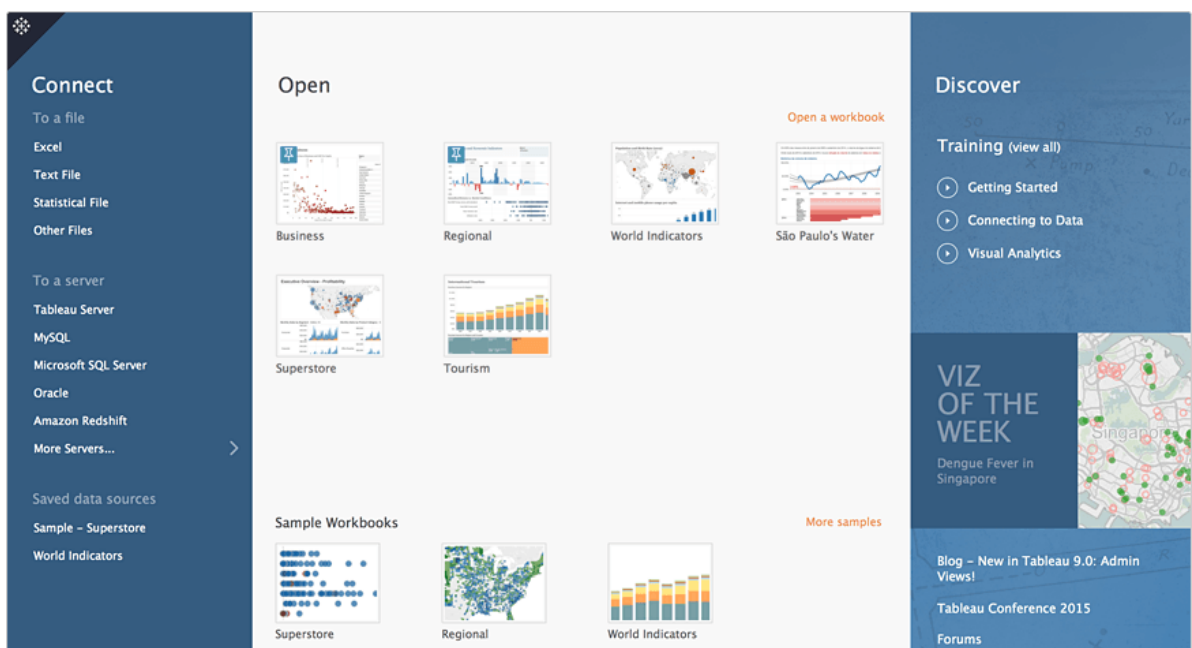 Connect
To a file
Excel
Text File
Statistical File
Other Files
To a server
Tableau Server
MySQL
Microsoft SQL Server
Oracle
Amazon Redshift
More Servers...
Saved data sources
Sample – Superstore
World Indicators
Open
Open a workbook
Business
Regional
World Indicators
São Paulo's Water
Executive Overview - Profitability
Superstore
Tourism
Sample Workbooks
More samples
Superstore
Regional
World Indicators
Discover
Training (view all)
Getting Started
Connecting to Data
Visual Analytics
VIZ
OF THE
WEEK
Dengue Fever in
Singapore
Blog – New in Tableau 9.0: Admin
Views!
Tableau Conference 2015
Forums